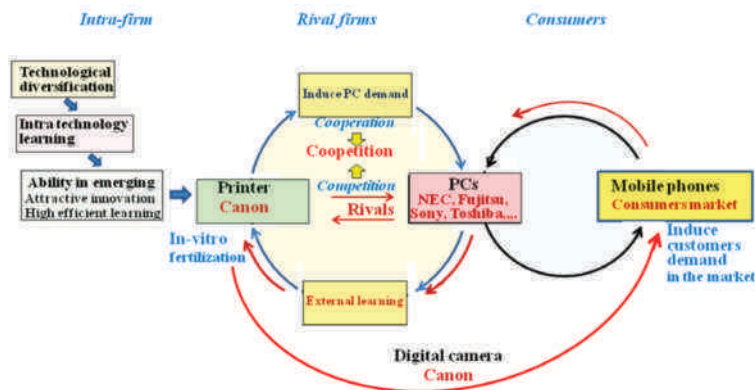 Intra-firm
Rival firms
Consumers
Technological
diversification
Intra technology
learning
Ability in emerging
Attractive innovation
High efficient learning
Induce PC demand
Cooperation
Coopetition
Competition
Rivals
Printer
Canon
PCs
NEC, Fujitsu,
Sony, Toshiba,,,,
Mobile phones
Consumers market
In-vitro
fertilization
External learning
Induce
customers
demand
in the market
Digital camera
Canon